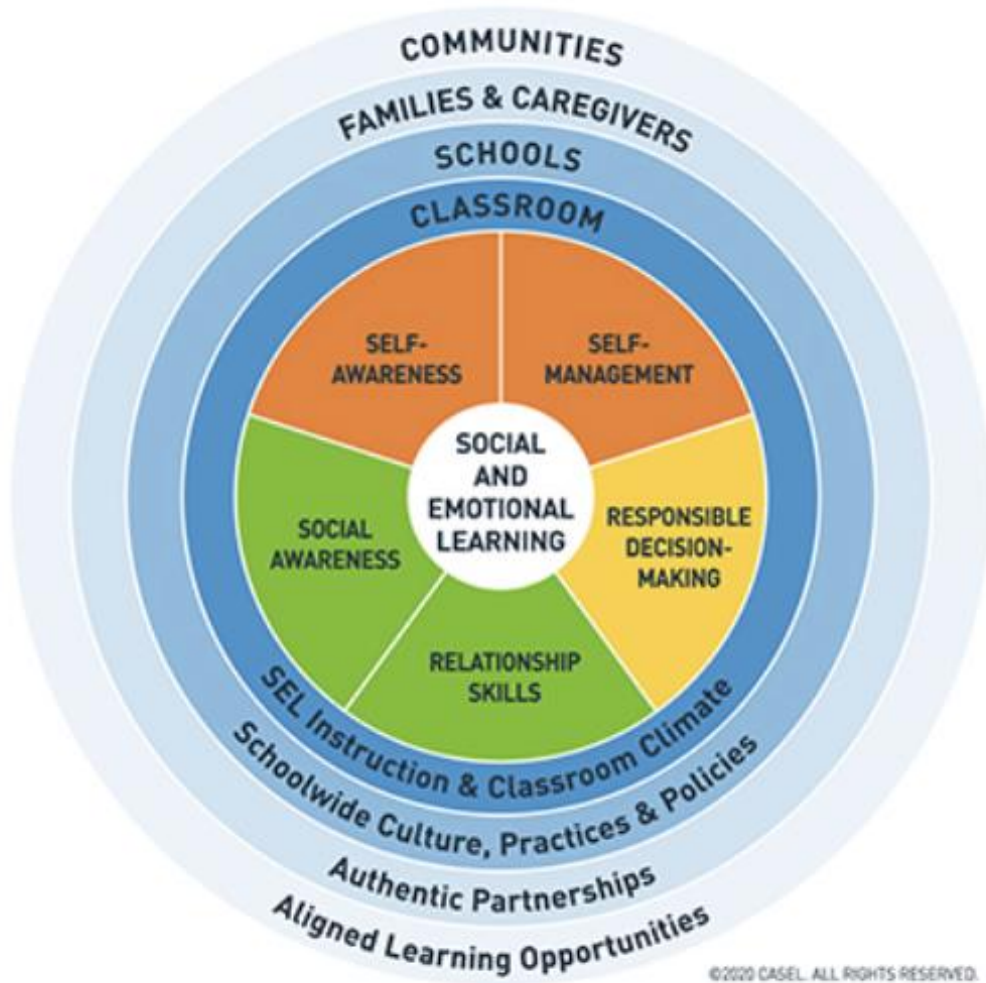 COMMUNITIES
FAMILIES & CAREGIVERS
SCHOOLS
CLASSROOM
SELF-
AWARENESS
SELF-
MANAGEMENT
SOCIAL
AND
EMOTIONAL
LEARNING
SOCIAL
AWARENESS
RESPONSIBLE
DECISION-
MAKING
RELATIONSHIP
SKILLS
SEL Instruction & Classroom Climate
Schoolwide Culture, Practices & Policies
Authentic Partnerships
Aligned Learning Opportunities
©2020 CASEL. ALL RIGHTS RESERVED.